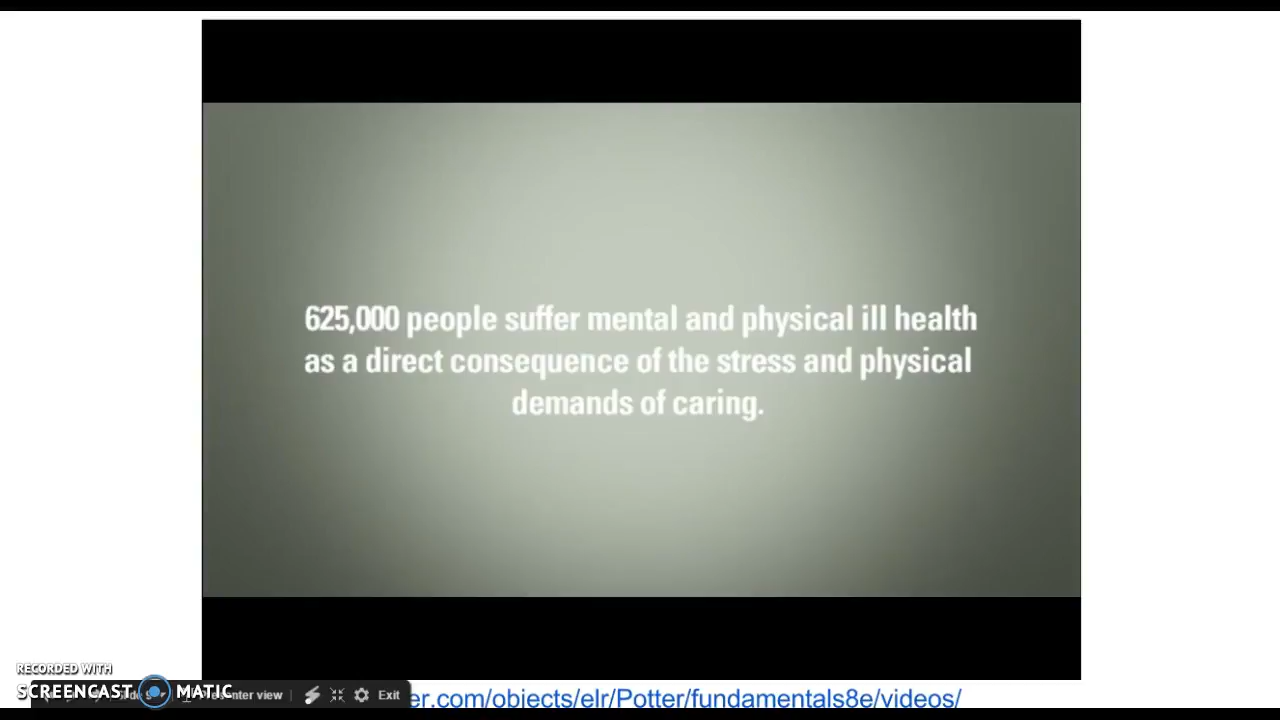 625,000 people suffer mental and physical ill health
as a direct consequence of the stress and physical
demands of caring.
RECORDED WITH
SCREENCAST MATIC
view
Exit
er.com/objects/elr/Potter/fundamentals8e/videos/